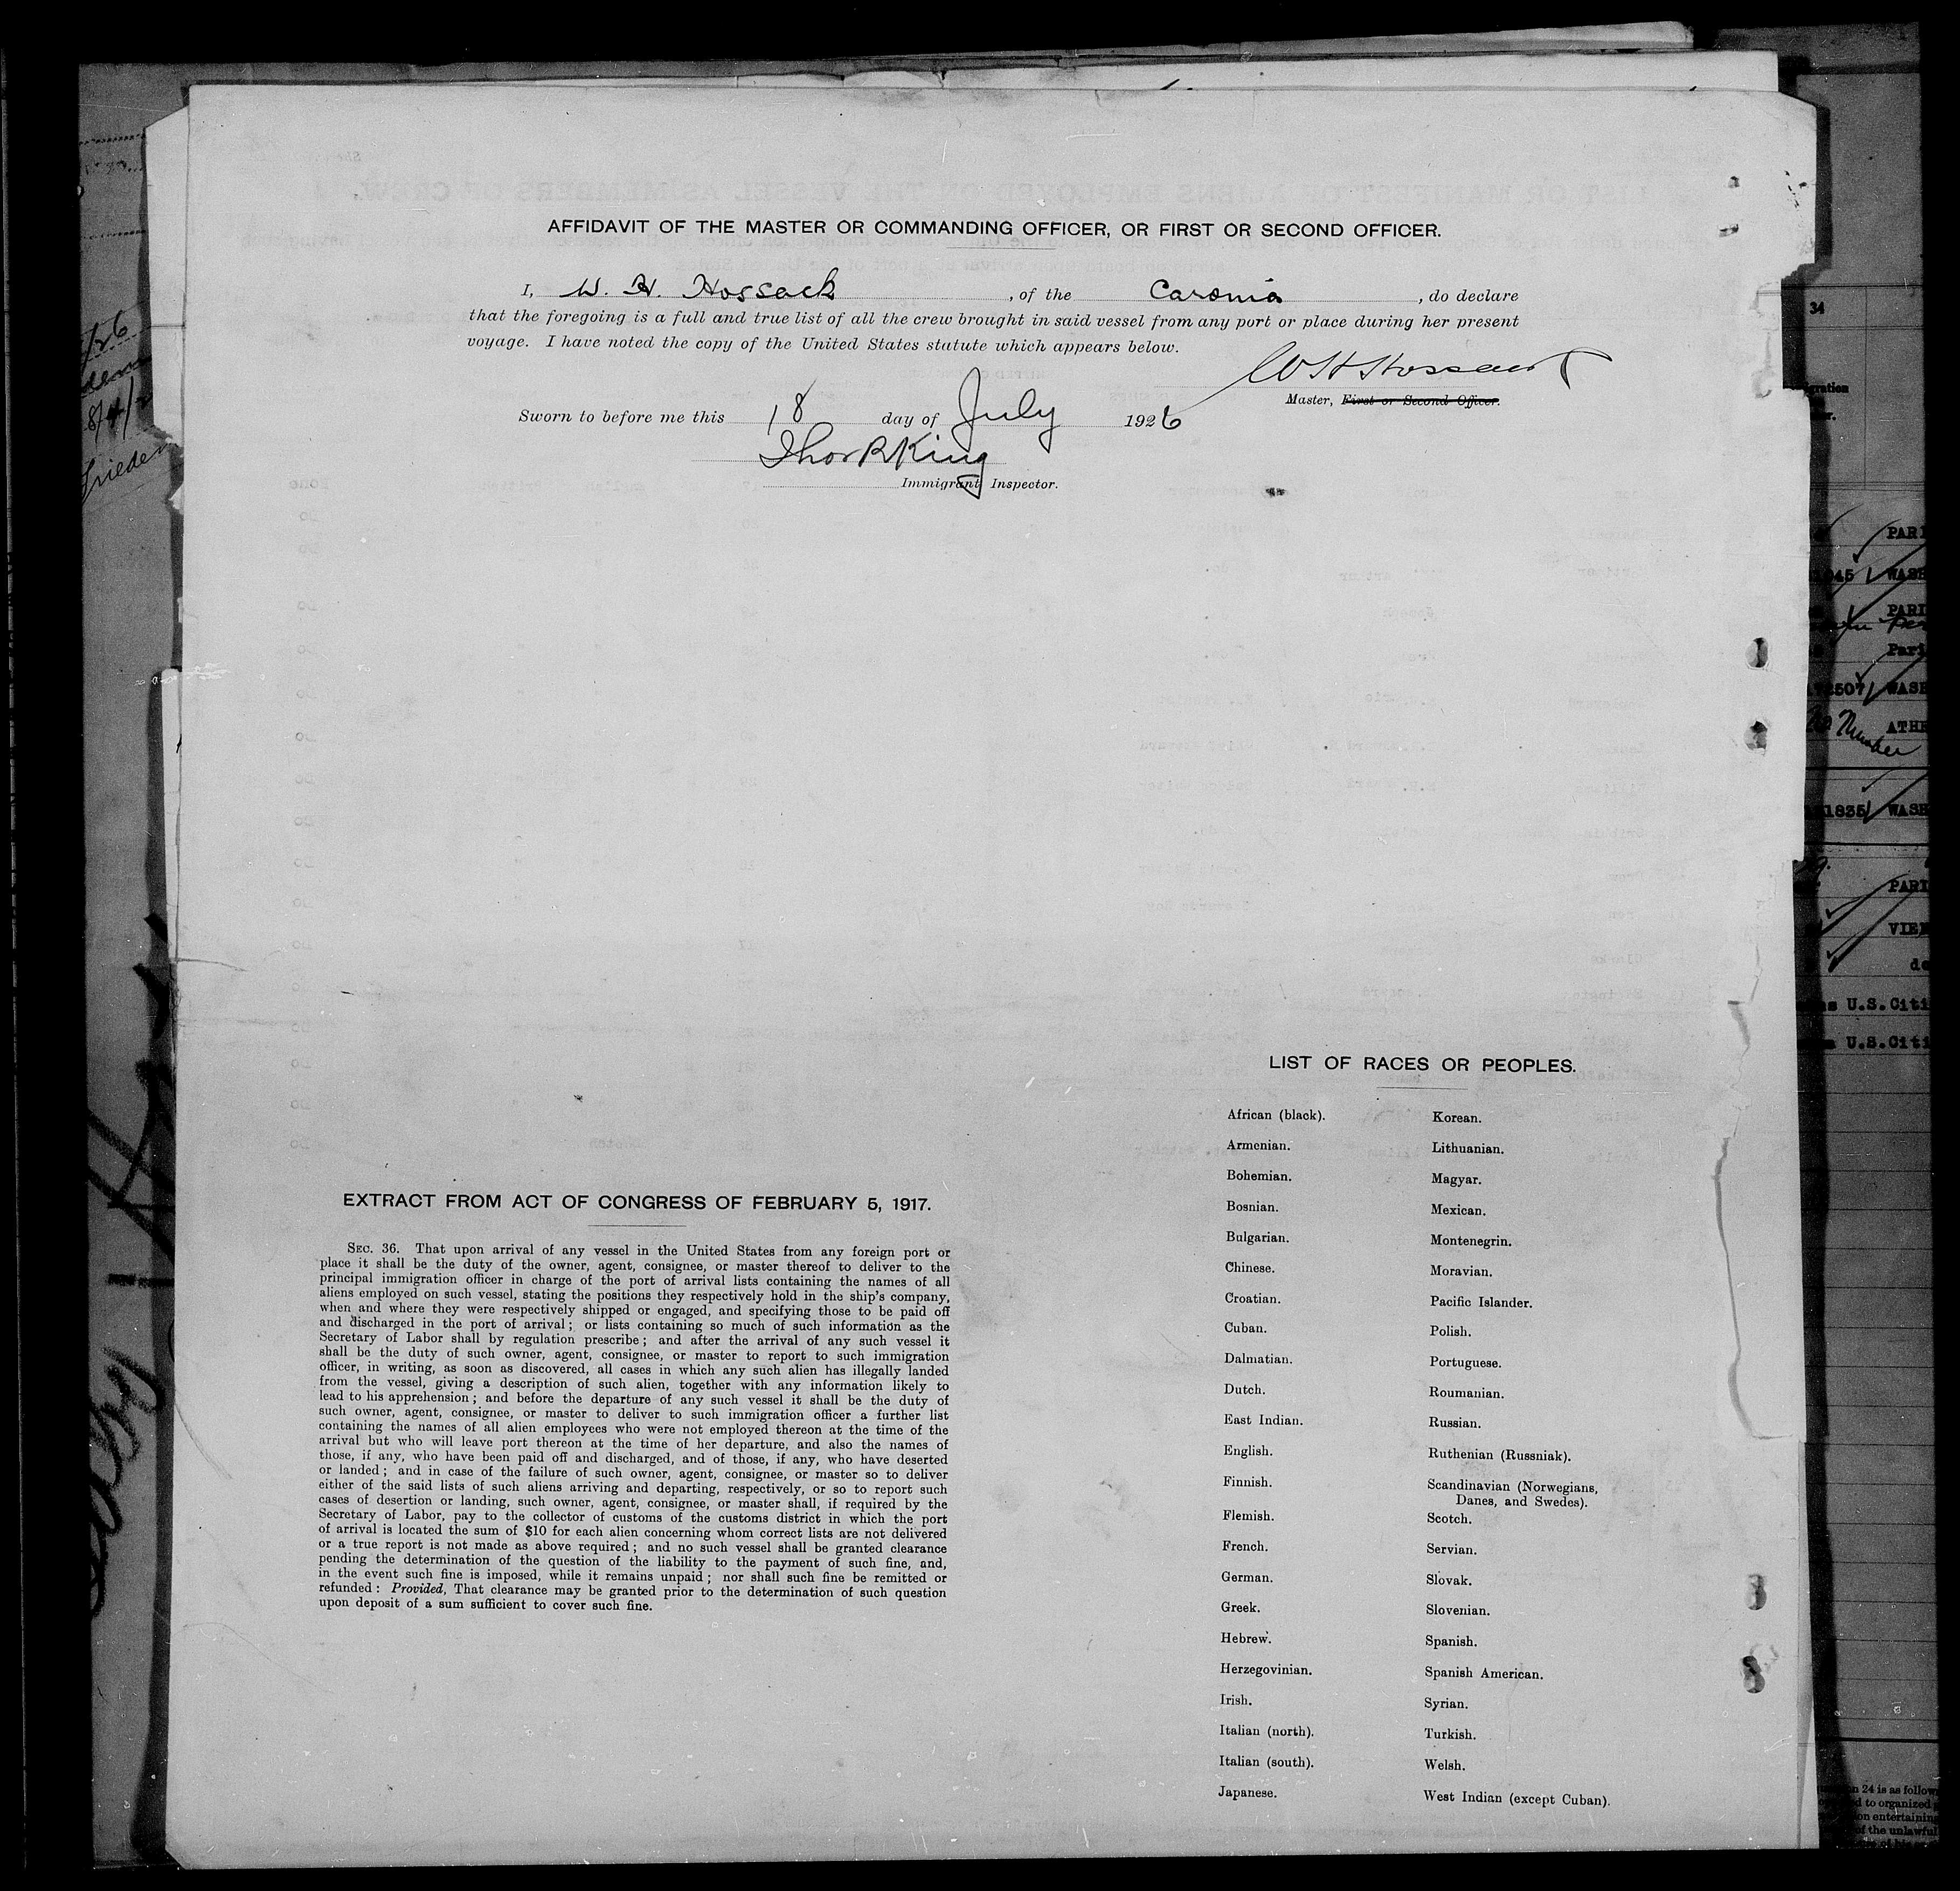 AFFIDAVIT OF THE MASTER OR COMMANDING OFFICER, OR FIRST OR SECOND OFFICER.
I, W. H. Hossack, of the Caronia, do declare
that the foregoing is a full and true list of all the crew brought in said vessel from any port or place during her present
voyage. I have noted the copy of the United States statute which appears below.
W H Hossack
Master, First or Second Officer.
Sworn to before me this 18 day of July 1926
Thor R King
Immigrant Inspector.
EXTRACT FROM ACT OF CONGRESS OF FEBRUARY 5, 1917.
SEC. 36. That upon arrival of any vessel in the United States from any foreign port or
place it shall be the duty of the owner, agent, consignee, or master thereof to deliver to the
principal immigration officer in charge of the port of arrival lists containing the names of all
aliens employed on such vessel, stating the positions they respectively hold in the ship's company,
when and where they were respectively shipped or engaged, and specifying those to be paid off
and discharged in the port of arrival; or lists containing so much of such information as the
Secretary of Labor shall by regulation prescribe; and after the arrival of any such vessel it
shall be the duty of such owner, agent, consignee, or master to report to such immigration
officer, in writing, as soon as discovered, all cases in which any such alien has illegally landed
from the vessel, giving a description of such alien, together with any information likely to
lead to his apprehension; and before the departure of any such vessel it shall be the duty of
such owner, agent, consignee, or master to deliver to such immigration officer a further list
containing the names of all alien employees who were not employed thereon at the time of the
arrival but who will leave port thereon at the time of her departure, and also the names of
those, if any, who have been paid off and discharged, and of those, if any, who have deserted
or landed; and in case of the failure of such owner, agent, consignee, or master so to deliver
either of the said lists of such aliens arriving and departing, respectively, or so to report such
cases of desertion or landing, such owner, agent, consignee, or master shall, if required by the
Secretary of Labor, pay to the collector of customs of the customs district in which the port
of arrival is located the sum of $10 for each alien concerning whom correct lists are not delivered
or a true report is not made as above required; and no such vessel shall be granted clearance
pending the determination of the question of the liability to the payment of such fine, and,
in the event such fine is imposed, while it remains unpaid; nor shall such fine be remitted or
refunded: Provided, That clearance may be granted prior to the determination of such question
upon deposit of a sum sufficient to cover such fine.
LIST OF RACES OR PEOPLES.
African (black).
Armenian.
Bohemian.
Bosnian.
Bulgarian.
Chinese.
Croatian.
Cuban.
Dalmatian.
Dutch.
East Indian.
English.
Finnish.
Flemish.
French.
German.
Greek.
Hebrew.
Herzegovinian.
Irish.
Italian (north).
Italian (south).
Japanese.
Korean.
Lithuanian.
Magyar.
Mexican.
Montenegrin.
Moravian.
Pacific Islander.
Polish.
Portuguese.
Roumanian.
Russian.
Ruthenian (Russniak).
Scandinavian (Norwegians,
Danes, and Swedes).
Scotch.
Servian.
Slovak.
Slovenian.
Spanish.
Spanish American.
Syrian.
Turkish.
Welsh.
West Indian (except Cuban).
34
U.S.Citi
U.S.Citi